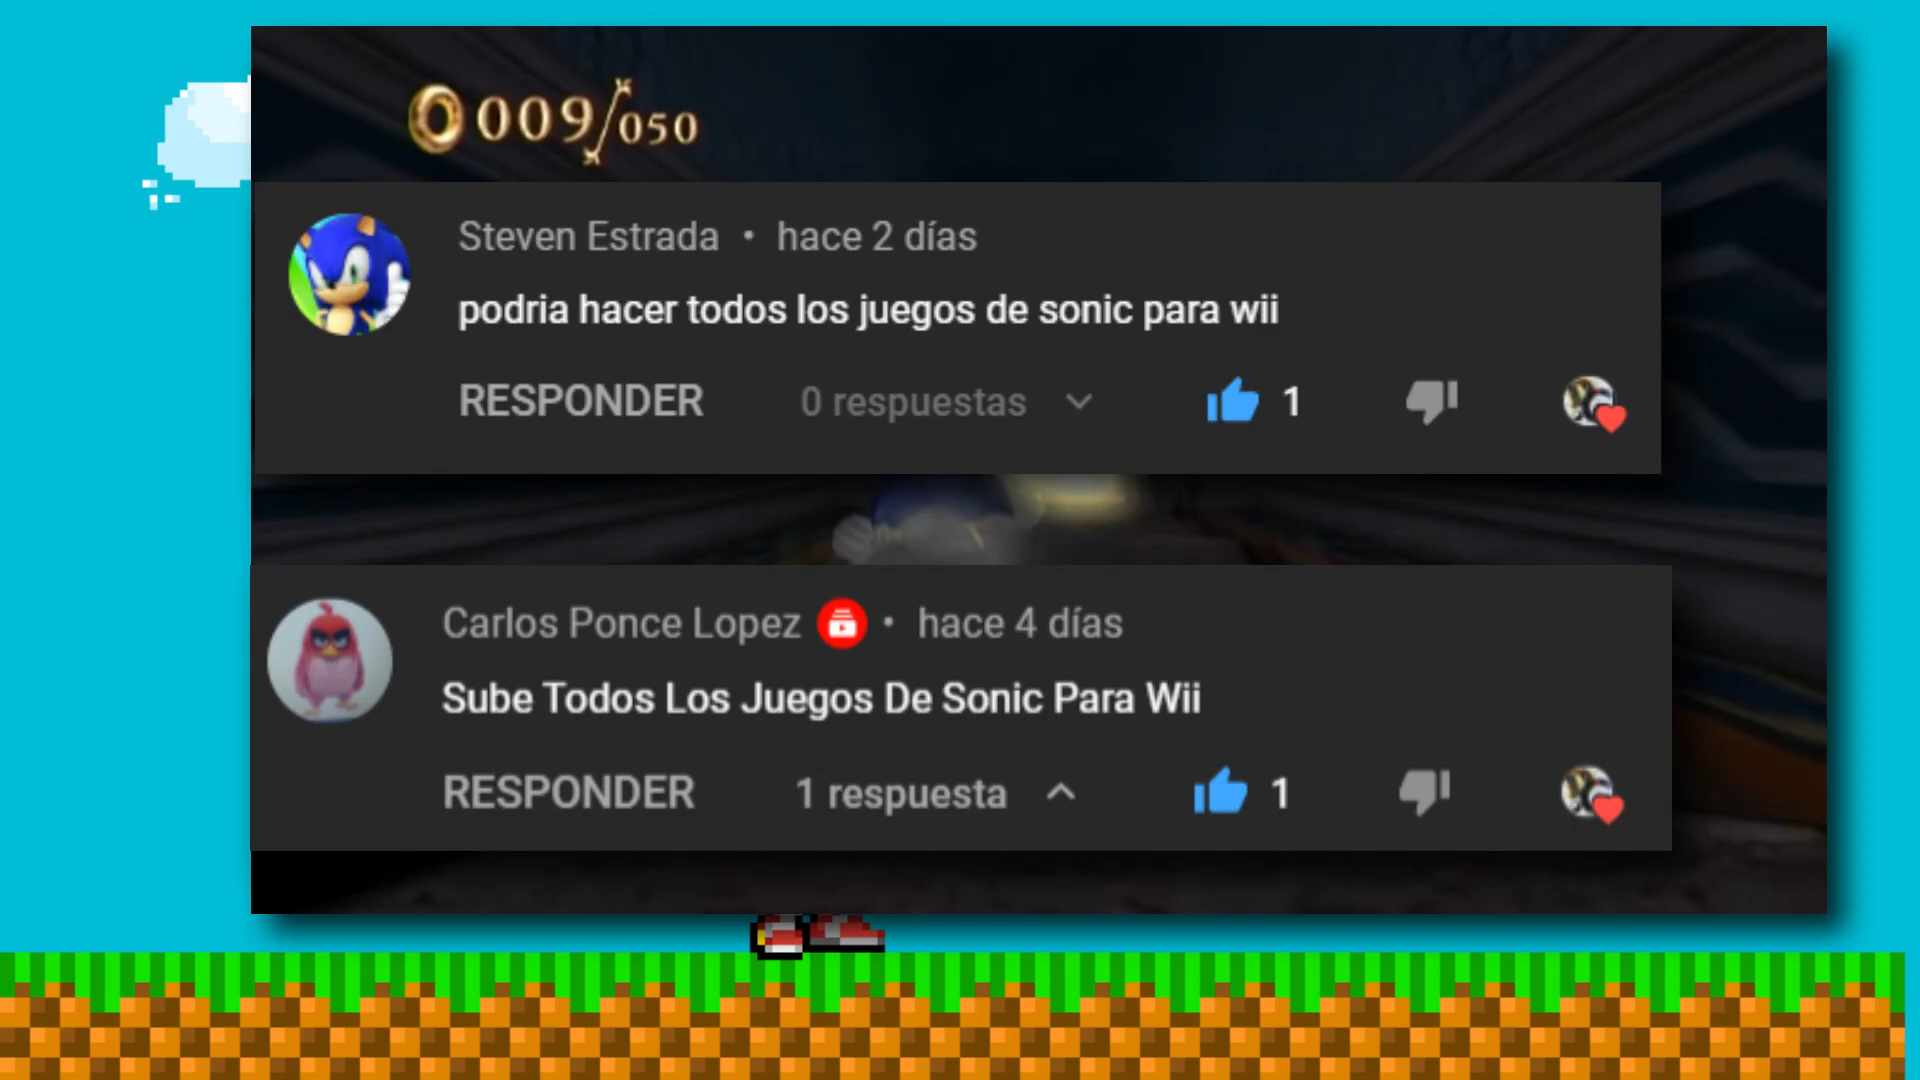 009/050
Steven Estrada • hace 2 días
podria hacer todos los juegos de sonic para wii
RESPONDER 0 respuestas 1
Carlos Ponce Lopez • hace 4 días
Sube Todos Los Juegos De Sonic Para Wii
RESPONDER 1 respuesta 1